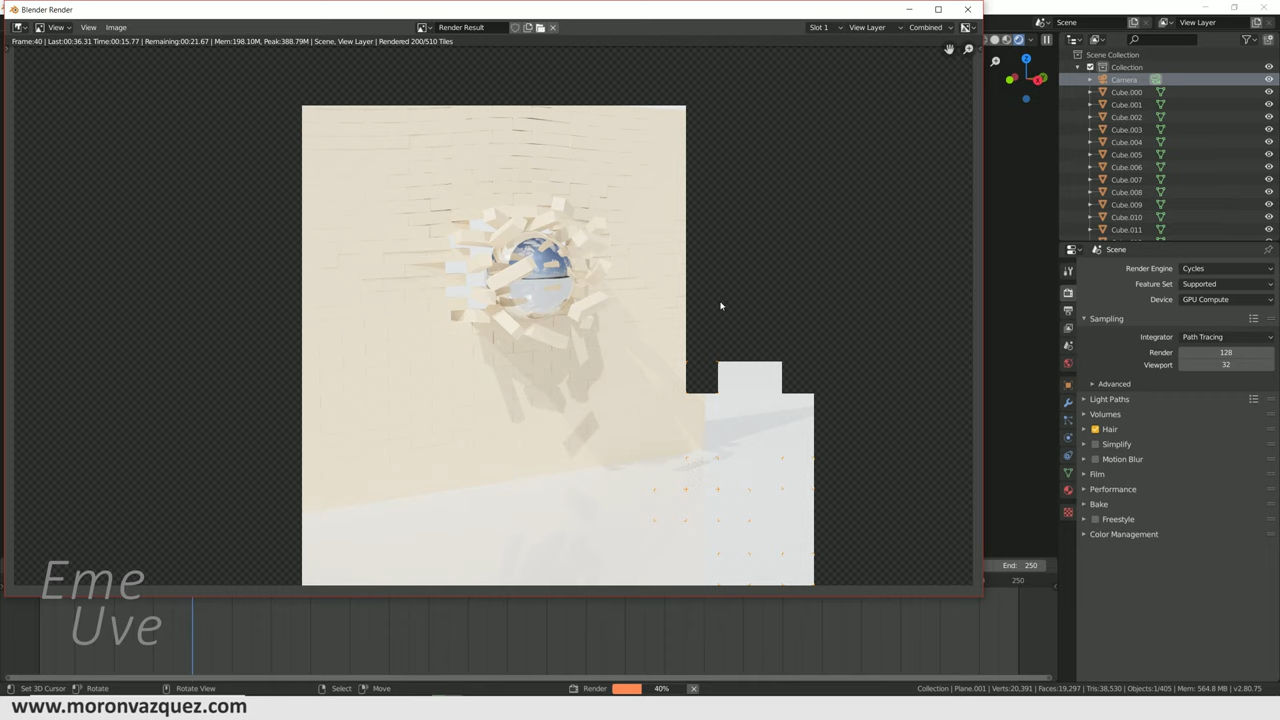 Blender Render
View View Image Render Result Slot 1 View Layer Combined Scene View Layer
Frame:40 | Last:00:36.31 Time:00:15.77 | Remaining:00:21.67 | Mem:198.10M, Peak:388.79M | Scene, View Layer | Rendered 200/510 Tiles
Scene Collection
Collection
Camera
Cube.000
Cube.001
Cube.002
Cube.003
Cube.004
Cube.005
Cube.006
Cube.007
Cube.008
Cube.009
Cube.010
Cube.011
Scene
Render Engine Cycles
Feature Set Supported
Device GPU Compute
Sampling
Integrator Path Tracing
Render 128
Viewport 32
Advanced
Light Paths
Volumes
Hair
Simplify
Motion Blur
Film
Performance
Bake
Freestyle
Color Management
End: 250
250
Eme
Uve
Set 3D Cursor Rotate Rotate View Select Move Render 40% Collection | Plane.001 | Verts:20,391 | Faces:19,297 | Tris:38,530 | Objects:1/405 | Mem: 564.8 MB | v2.80.75
www.moronvazquez.com